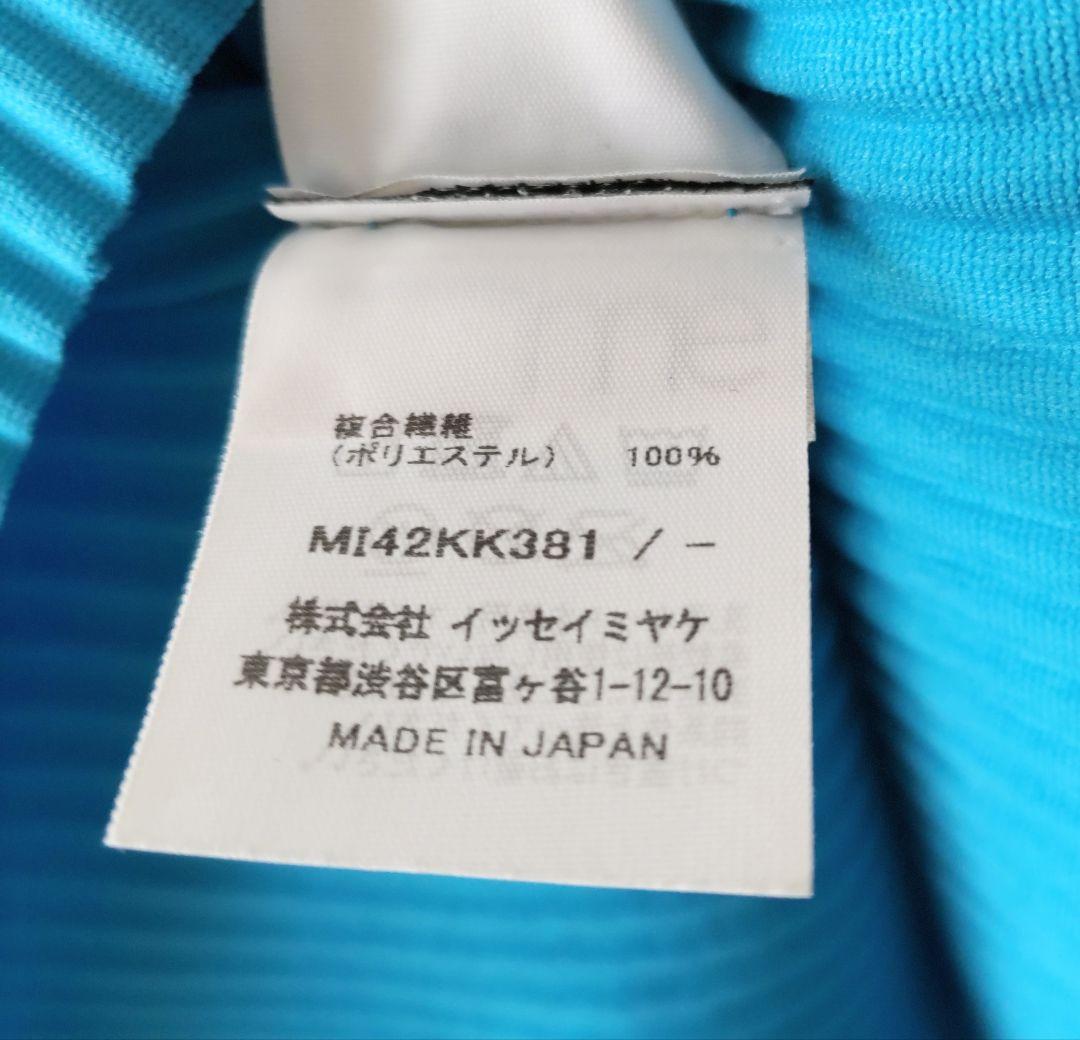 複合繊維
(ポリエステル) 100%
MI42KK381 / -
株式会社 イッセイミヤケ
東京都渋谷区富ヶ谷1-12-10
MADE IN JAPAN